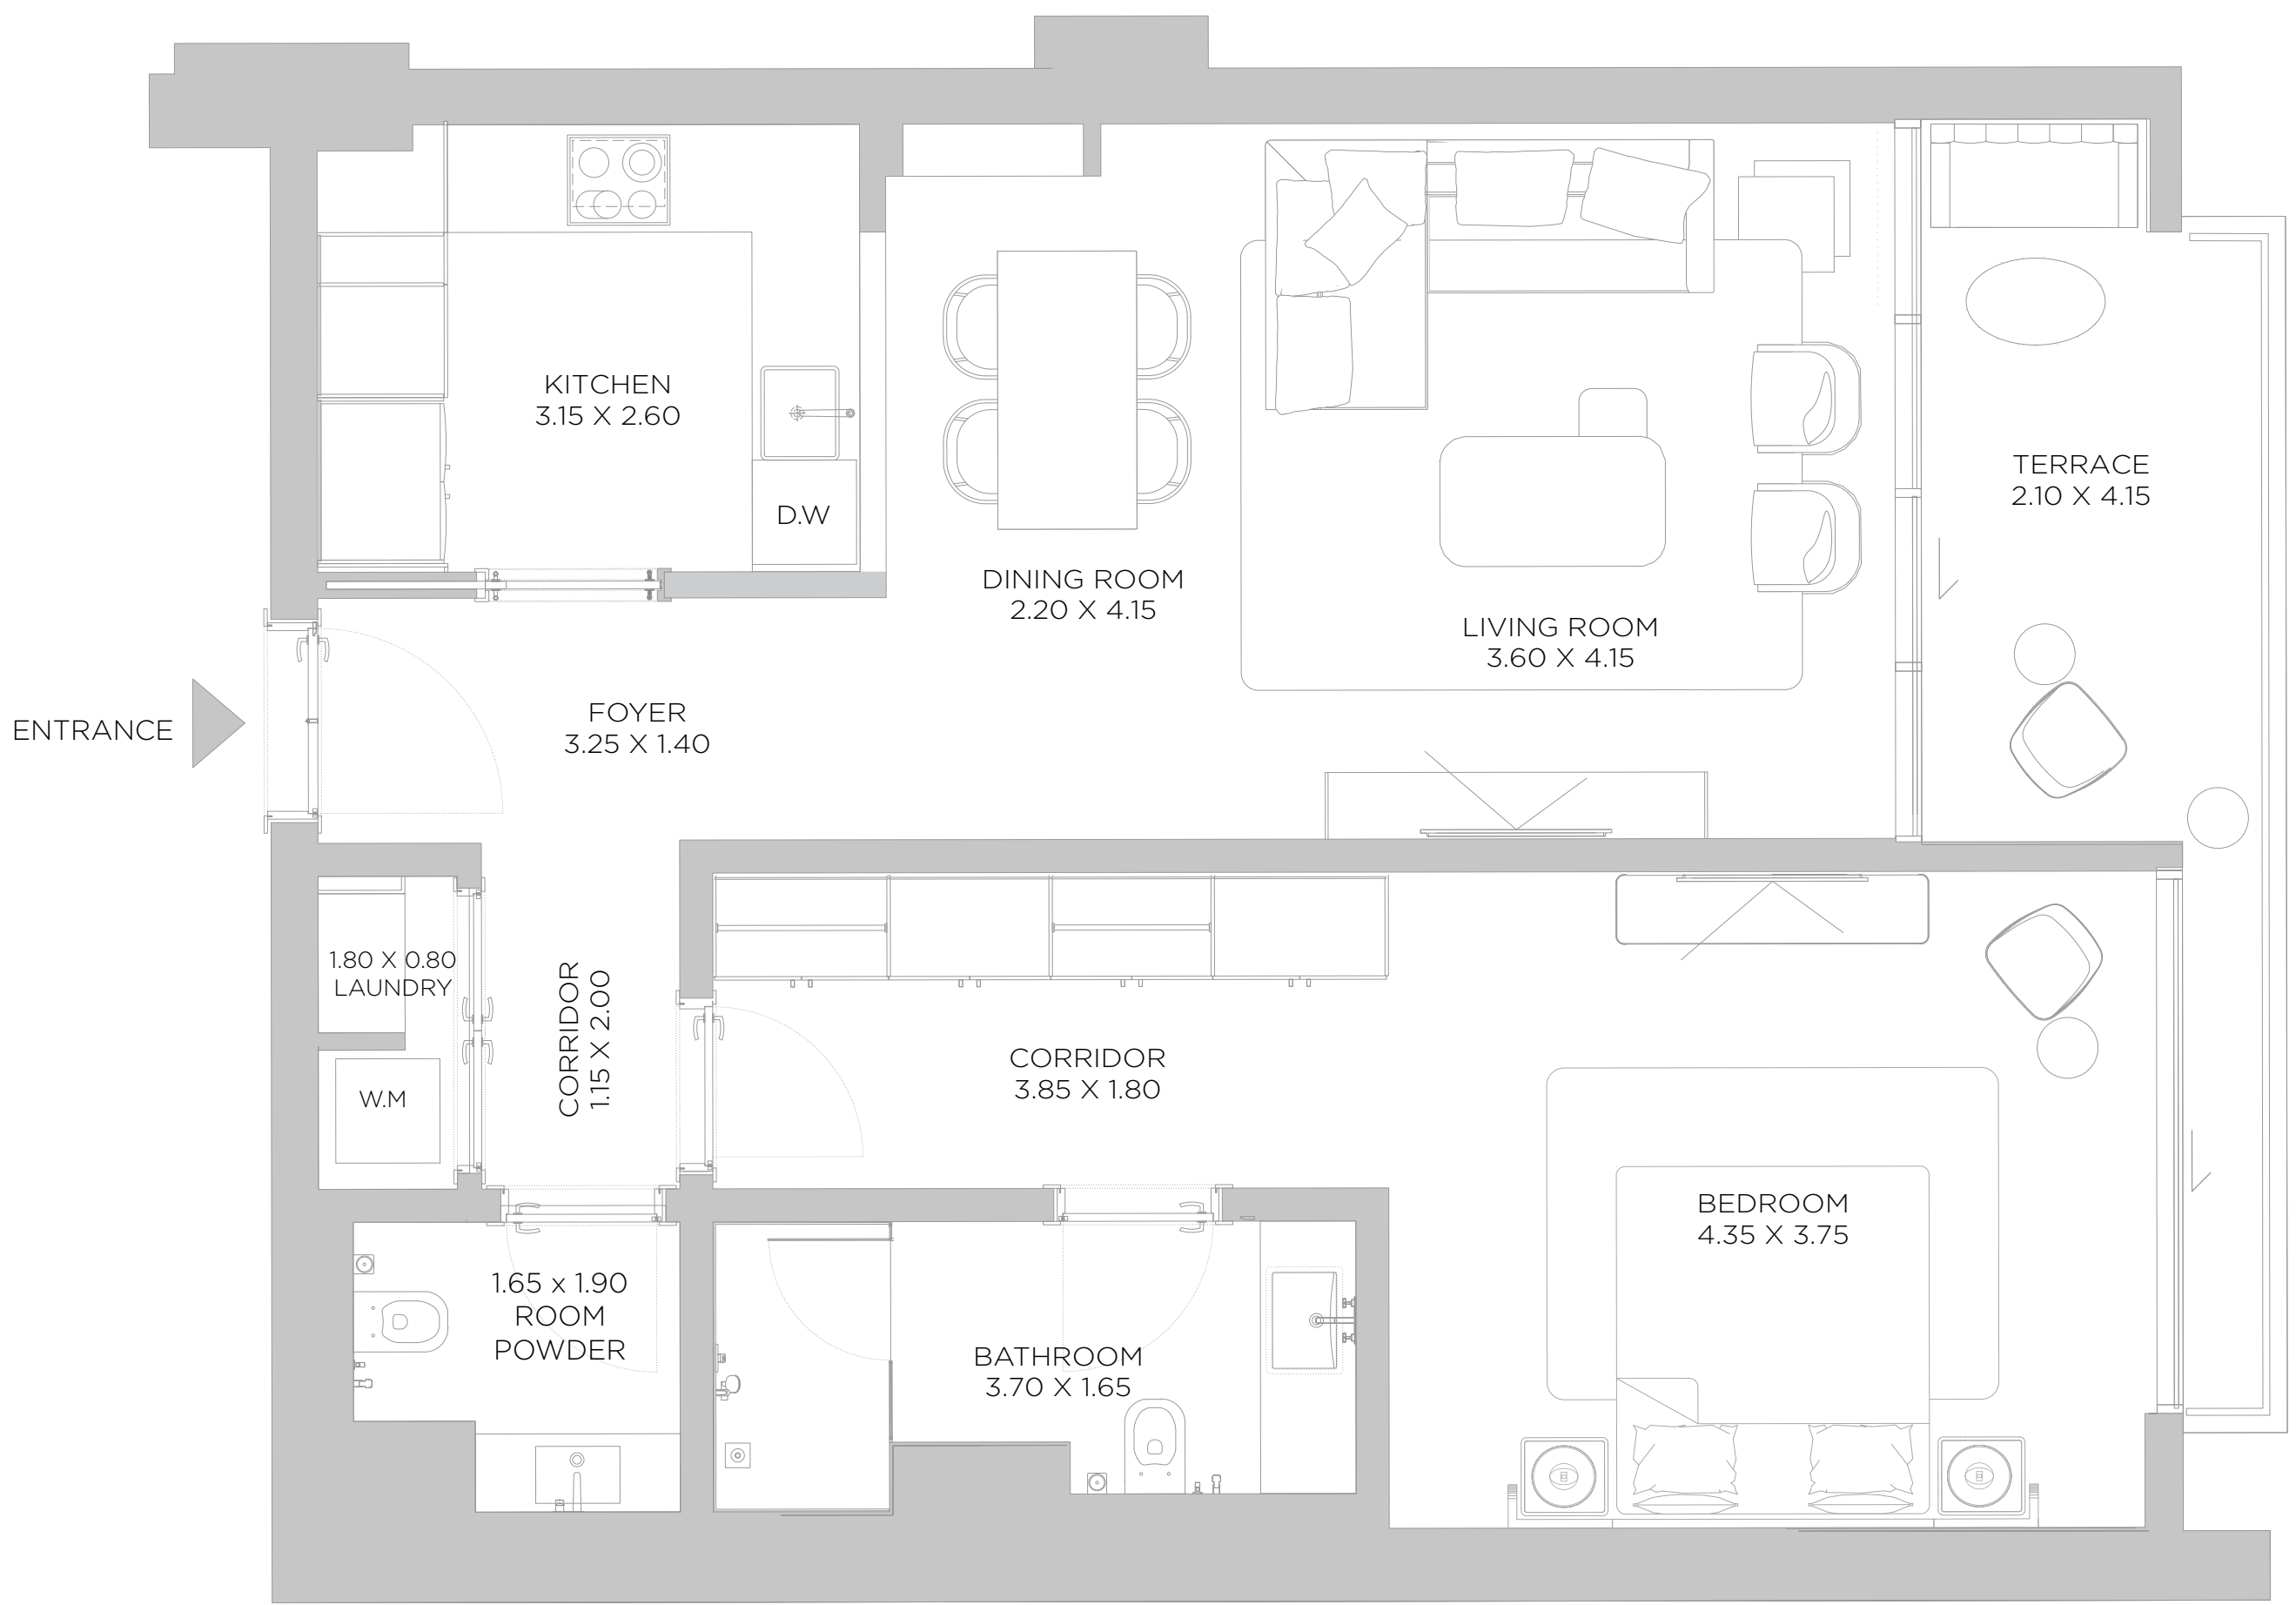 KITCHEN
3.15 X 2.60
D.W
DINING ROOM
2.20 X 4.15
LIVING ROOM
3.60 X 4.15
TERRACE
2.10 X 4.15
ENTRANCE
FOYER
3.25 X 1.40
1.80 X 0.80
LAUNDRY
W.M
CORRIDOR
1.15 X 2.00
CORRIDOR
3.85 X 1.80
BEDROOM
4.35 X 3.75
1.65 x 1.90
ROOM
POWDER
BATHROOM
3.70 X 1.65